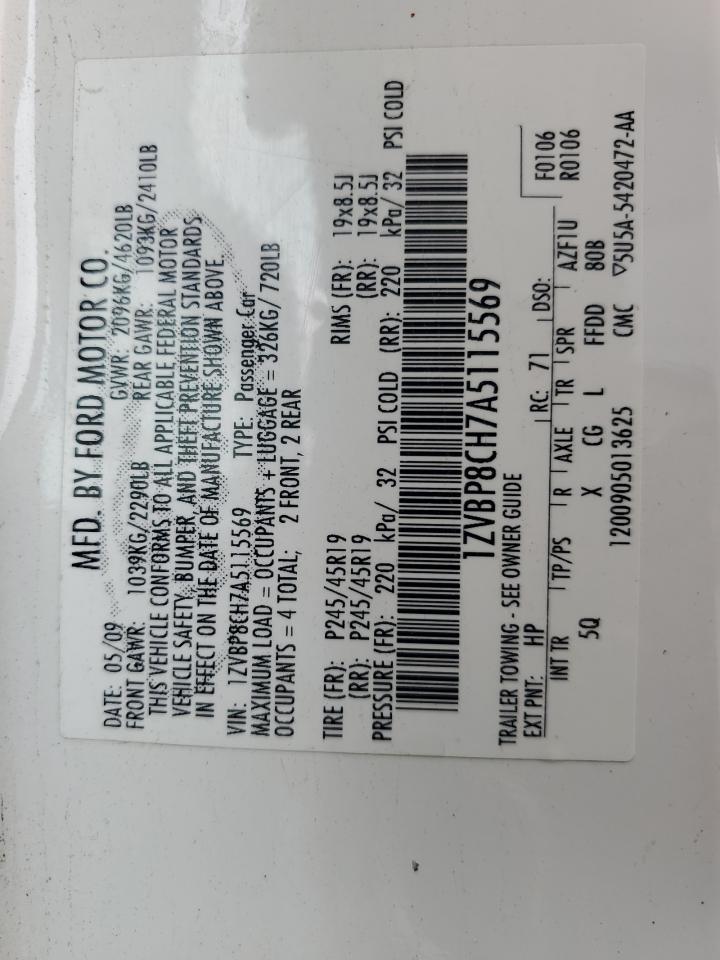 MFD. BY FORD MOTOR CO.
DATE: 05/09 GVWR: 2096KG/4620LB
FRONT GAWR: 1039KG/2290LB REAR GAWR: 1093KG/2410LB
THIS VEHICLE CONFORMS TO ALL APPLICABLE FEDERAL MOTOR
VEHICLE SAFETY, BUMPER, AND THEFT PREVENTION STANDARDS
IN EFFECT ON THE DATE OF MANUFACTURE SHOWN ABOVE.
VIN: 1ZVBP8CH7A5115569 TYPE: Passenger Car
MAXIMUM LOAD = OCCUPANTS + LUGGAGE = 326KG/ 720LB
OCCUPANTS = 4 TOTAL; 2 FRONT, 2 REAR
TIRE (FR): P245/45R19 RIMS (FR): 19x8.5J
(RR): P245/45R19 (RR): 19x8.5J
PRESSURE (FR): 220 kPa/ 32 PSI COLD (RR): 220 kPa/ 32 PSI COLD
1ZVBP8CH7A5115569
TRAILER TOWING - SEE OWNER GUIDE
EXT PNT: HP RC: 71 DSO: F0106
R0106
INT TR TP/PS R AXLE TR SPR AZF1U
5Q X CG L FFDD 80B
1200905013625 CMC ▽5U5A-5420472-AA